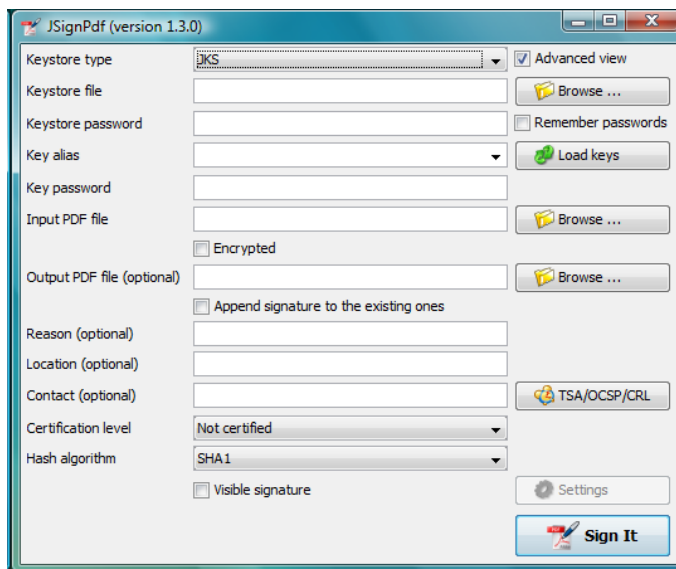 JSignPdf (version 1.3.0)
Keystore type JKS Advanced view
Keystore file Browse ...
Keystore password Remember passwords
Key alias Load keys
Key password
Input PDF file Browse ...
Encrypted
Output PDF file (optional) Browse ...
Append signature to the existing ones
Reason (optional)
Location (optional)
Contact (optional) TSA/OCSP/CRL
Certification level Not certified
Hash algorithm SHA1
Visible signature Settings
Sign It